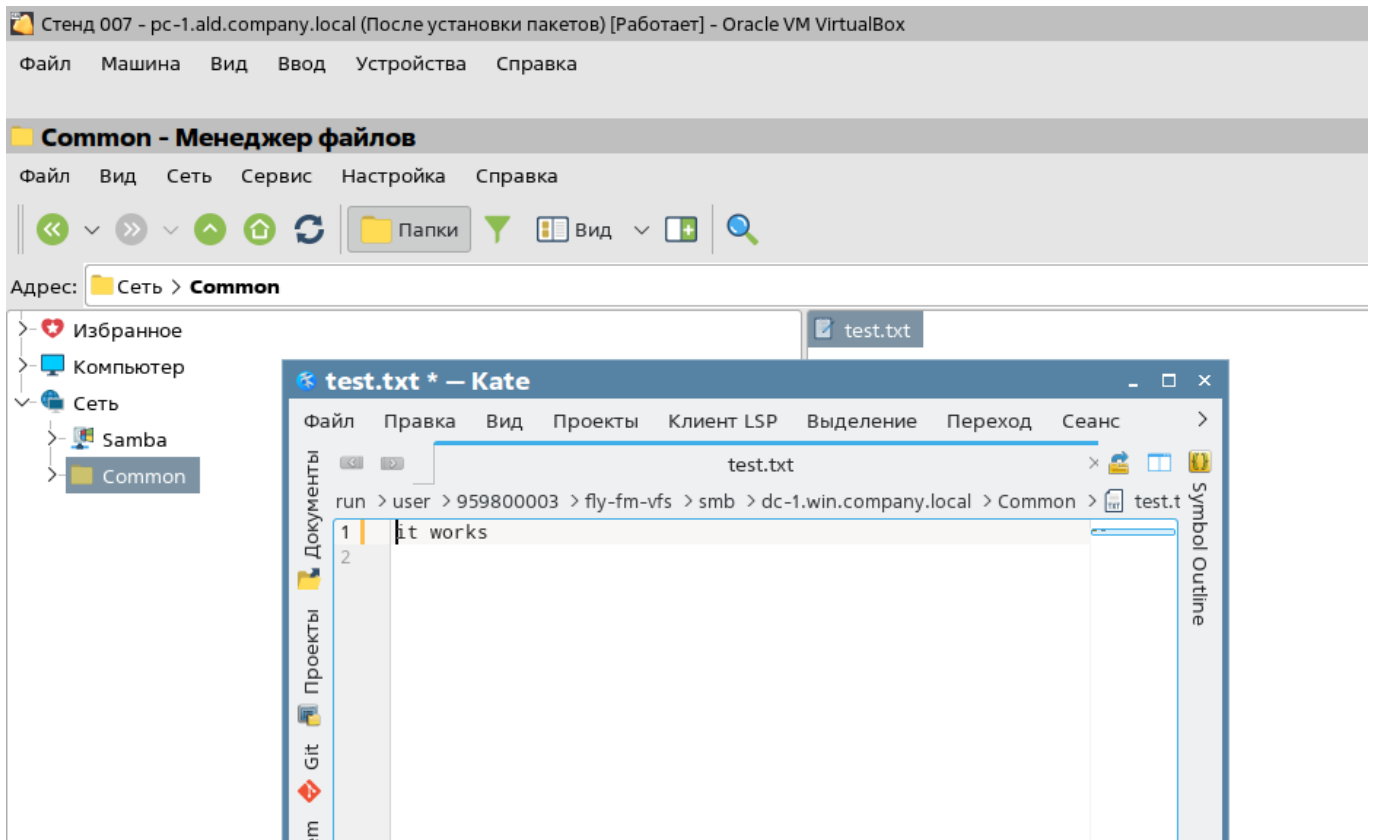 Стенд 007 - pc-1.ald.company.local (После установки пакетов) [Работает] - Oracle VM VirtualBox
Файл Машина Вид Ввод Устройства Справка
Common - Менеджер файлов
Файл Вид Сеть Сервис Настройка Справка
Папки Вид
Адрес: Сеть > Common
Избранное
Компьютер
Сеть
Samba
Common
test.txt
test.txt * — Kate
Файл Правка Вид Проекты Клиент LSP Выделение Переход Сеанс >
test.txt
run > user > 959800003 > fly-fm-vfs > smb > dc-1.win.company.local > Common > test.t
1 it works
2
Документы
Проекты
Git
Symbol Outline